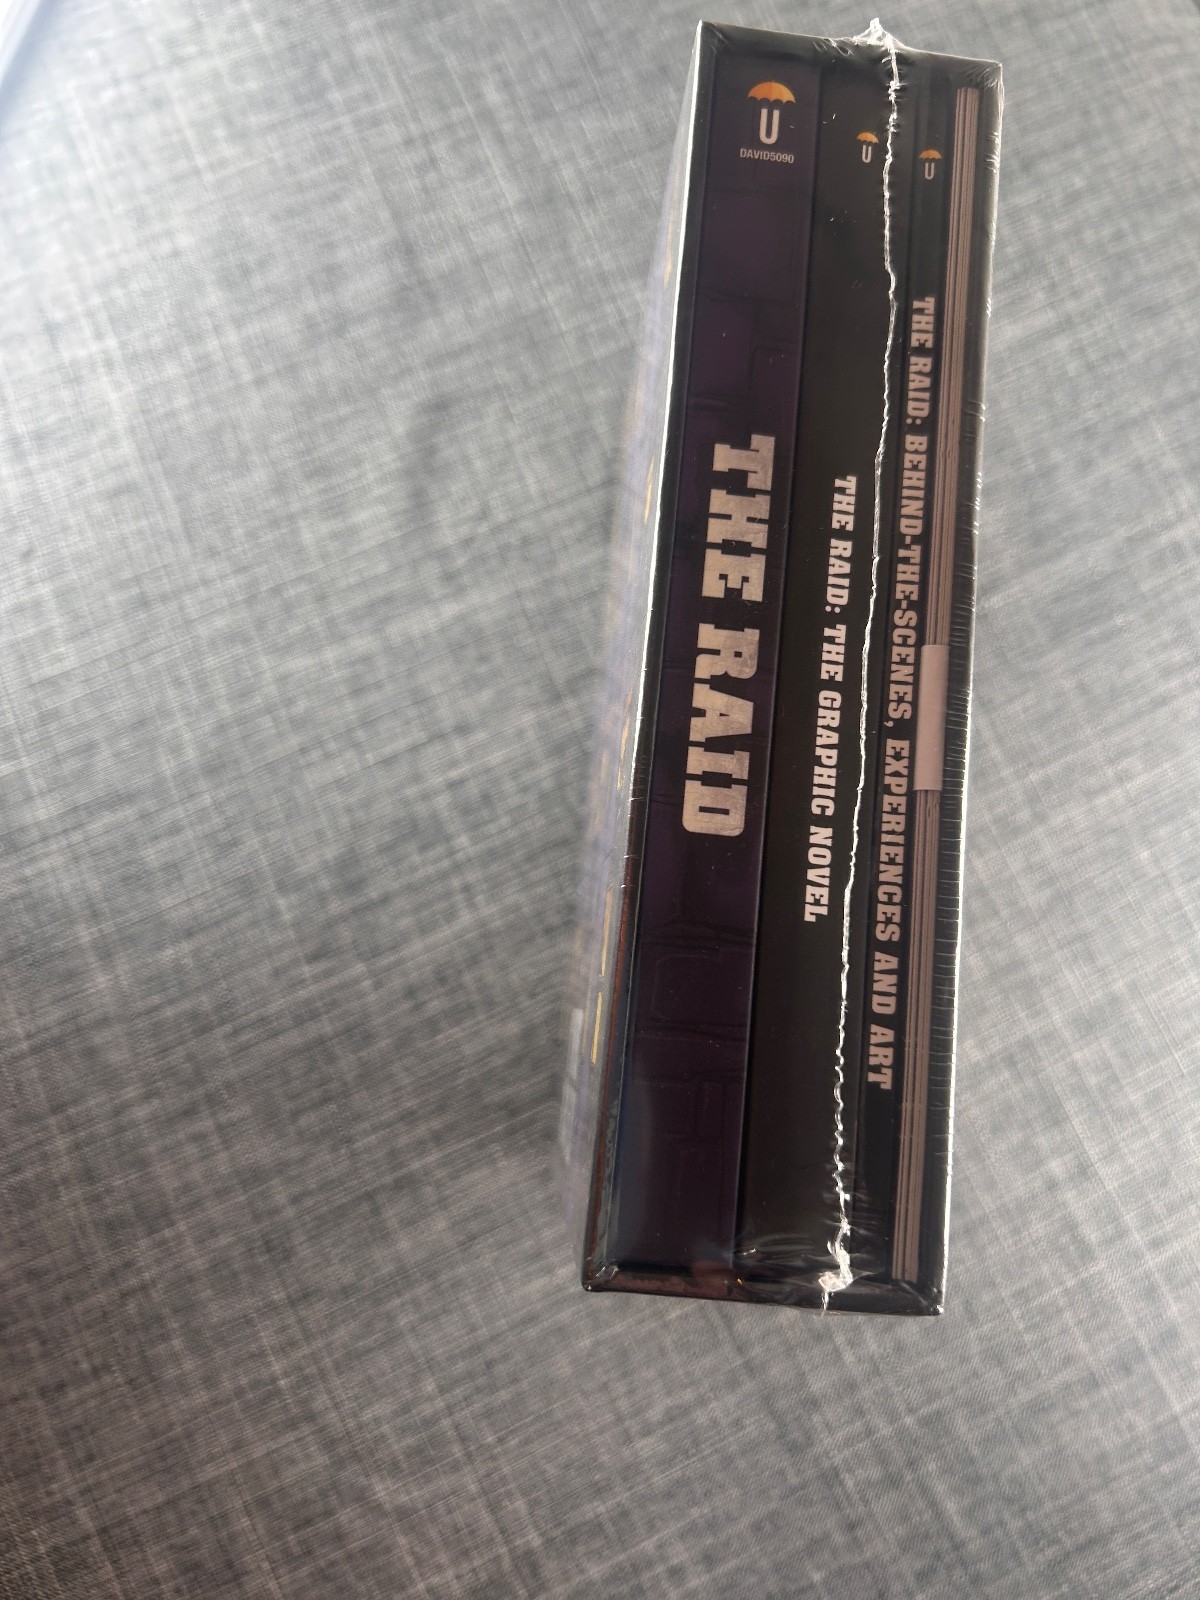 U
DAVID5090
THE RAID
U
THE RAID: THE GRAPHIC NOVEL
U
THE RAID: BEHIND-THE-SCENES, EXPERIENCES AND ART